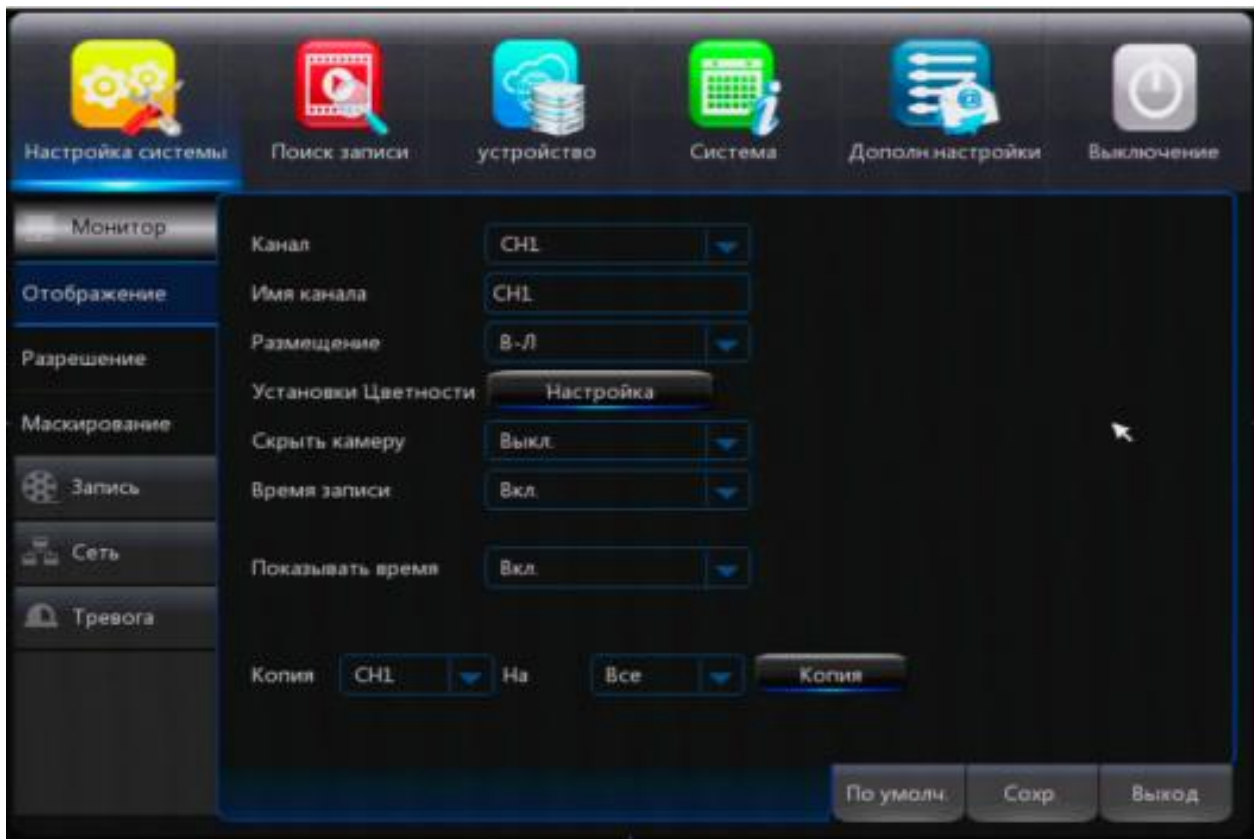 Настройка системы
Поиск записи
устройство
Система
Дополн.настройки
Выключение
Монитор
Отображение
Разрешение
Маскирование
Запись
Сеть
Тревога
Канал CH1
Имя канала CH1
Размещение В-Л
Установки Цветности Настройка
Скрыть камеру Выкл.
Время записи Вкл.
Показывать время Вкл.
Копия CH1 На Все Копия
По умолч. Сохр Выход